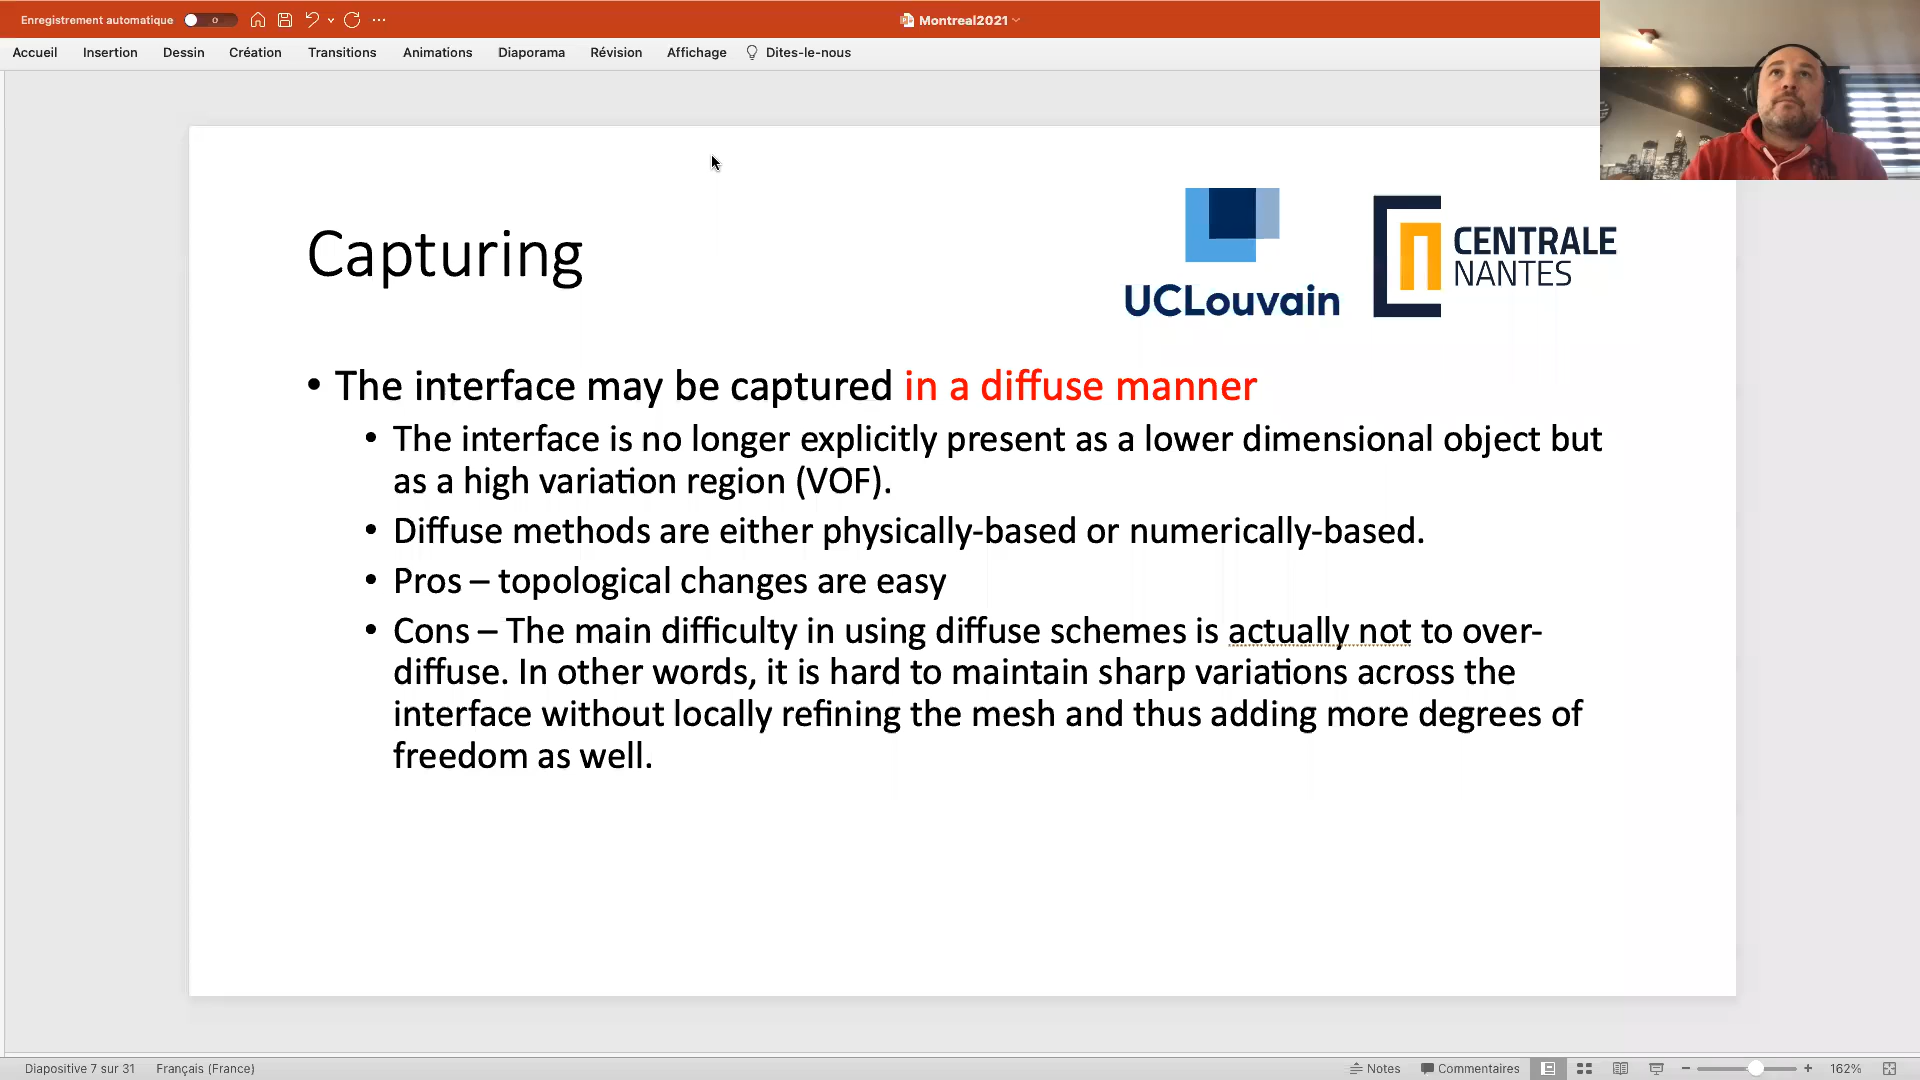 Enregistrement automatique
Montreal2021
Accueil Insertion Dessin Création Transitions Animations Diaporama Révision Affichage Dites-le-nous
Capturing
UCLouvain
CENTRALE
NANTES
• The interface may be captured in a diffuse manner
• The interface is no longer explicitly present as a lower dimensional object but
as a high variation region (VOF).
• Diffuse methods are either physically-based or numerically-based.
• Pros – topological changes are easy
• Cons – The main difficulty in using diffuse schemes is actually not to over-
diffuse. In other words, it is hard to maintain sharp variations across the
interface without locally refining the mesh and thus adding more degrees of
freedom as well.
Diapositive 7 sur 31 Français (France) Notes Commentaires 162%